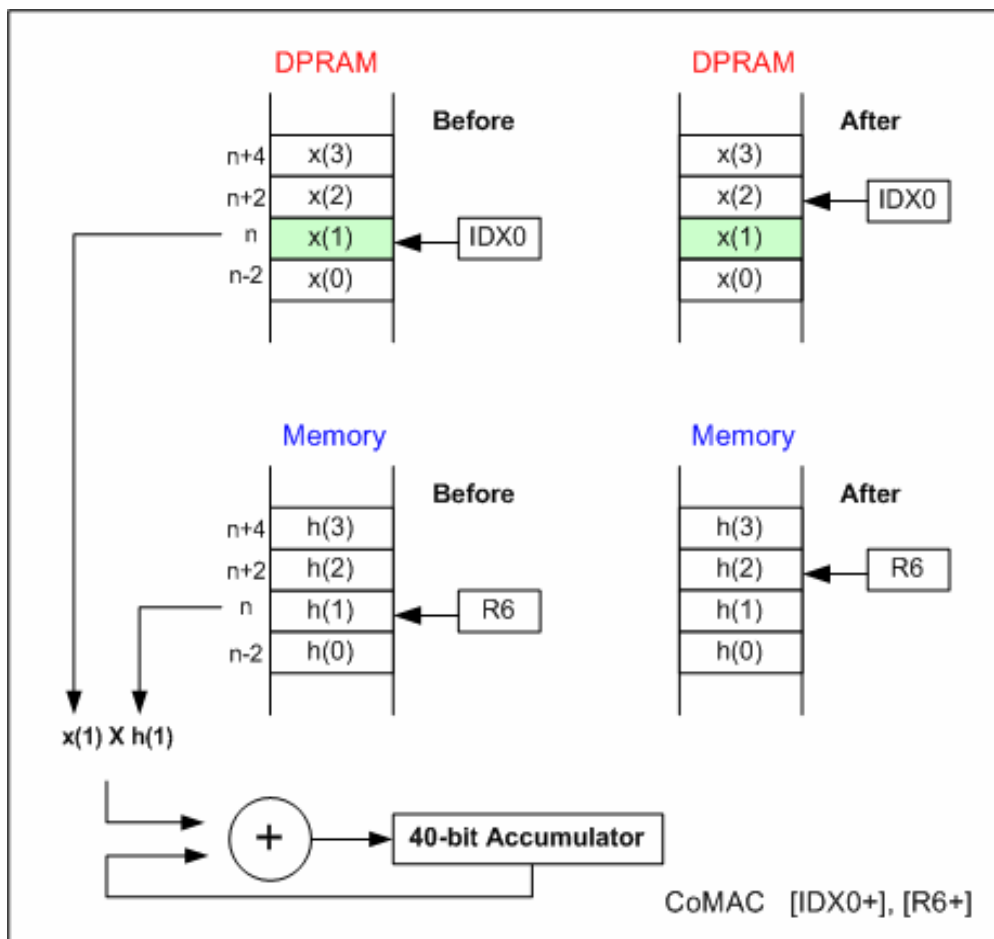 DPRAM
DPRAM
Before
After
n+4 x(3)
x(3)
n+2 x(2)
x(2)
IDX0
n x(1)
IDX0
x(1)
n-2 x(0)
x(0)
Memory
Memory
Before
After
n+4 h(3)
h(3)
n+2 h(2)
h(2)
R6
n h(1)
R6
h(1)
n-2 h(0)
h(0)
x(1) X h(1)
+
40-bit Accumulator
CoMAC [IDX0+], [R6+]